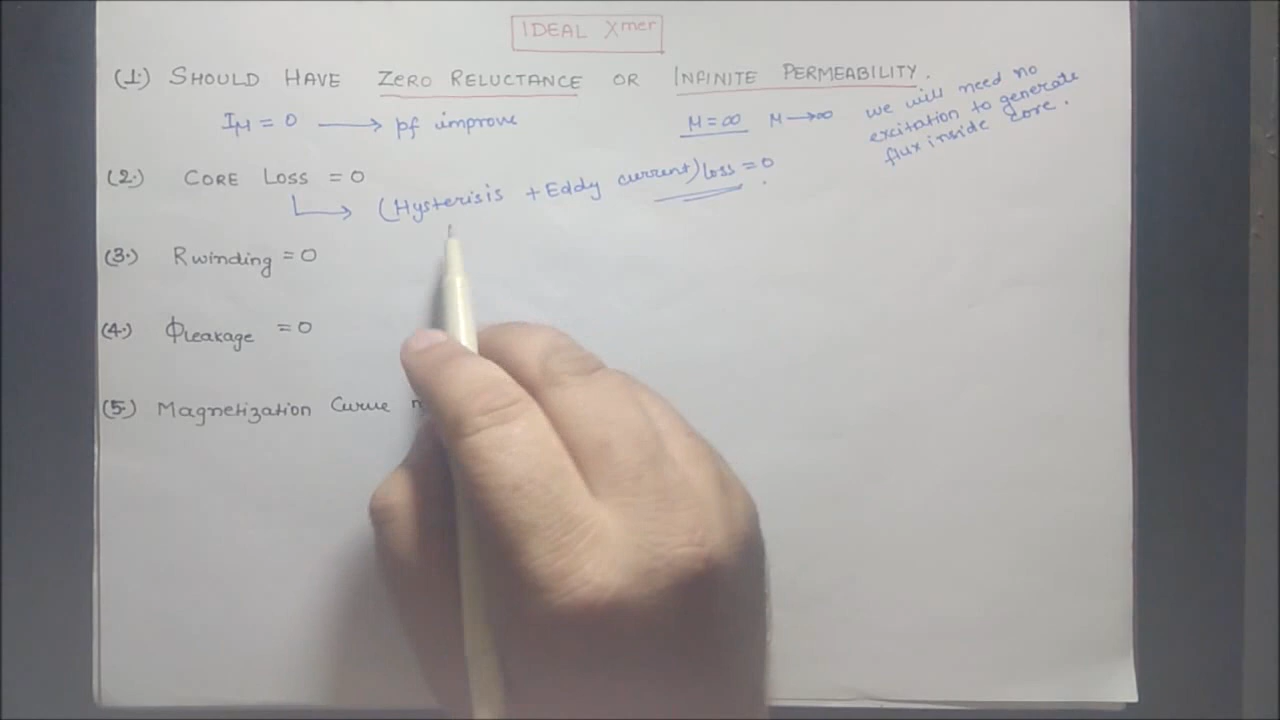 IDEAL Xmer
(1.) SHOULD HAVE ZERO RELUCTANCE OR INFINITE PERMEABILITY.
IM = 0 → pf improve
M = ∞ M → ∞
we will need no
excitation to generate
flux inside core.
(2.) CORE LOSS = 0
(Hysterisis + Eddy current) loss = 0
(3.) Rwinding = 0
(4.) Φleakage = 0
(5.) Magnetization Curve